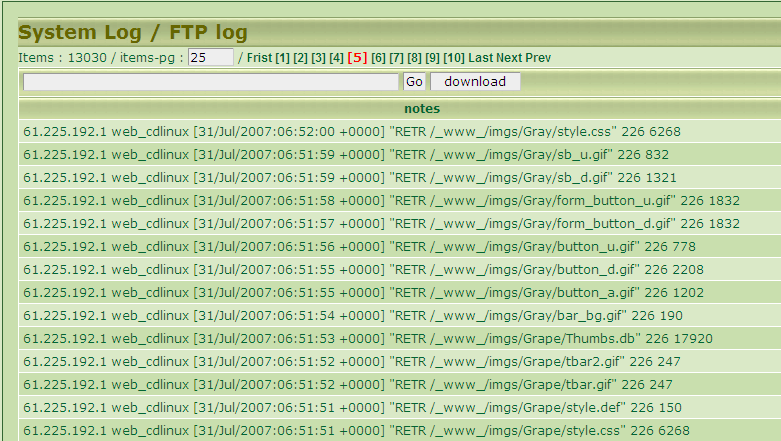 System Log / FTP log
Items : 13030 / items-pg : 25 / Frist [1] [2] [3] [4] [5] [6] [7] [8] [9] [10] Last Next Prev
Go download
notes
61.225.192.1 web_cdlinux [31/Jul/2007:06:52:00 +0000] "RETR /_www_/imgs/Gray/style.css" 226 6268
61.225.192.1 web_cdlinux [31/Jul/2007:06:51:59 +0000] "RETR /_www_/imgs/Gray/sb_u.gif" 226 832
61.225.192.1 web_cdlinux [31/Jul/2007:06:51:59 +0000] "RETR /_www_/imgs/Gray/sb_d.gif" 226 1321
61.225.192.1 web_cdlinux [31/Jul/2007:06:51:58 +0000] "RETR /_www_/imgs/Gray/form_button_u.gif" 226 1832
61.225.192.1 web_cdlinux [31/Jul/2007:06:51:57 +0000] "RETR /_www_/imgs/Gray/form_button_d.gif" 226 1832
61.225.192.1 web_cdlinux [31/Jul/2007:06:51:56 +0000] "RETR /_www_/imgs/Gray/button_u.gif" 226 778
61.225.192.1 web_cdlinux [31/Jul/2007:06:51:55 +0000] "RETR /_www_/imgs/Gray/button_d.gif" 226 2208
61.225.192.1 web_cdlinux [31/Jul/2007:06:51:55 +0000] "RETR /_www_/imgs/Gray/button_a.gif" 226 1202
61.225.192.1 web_cdlinux [31/Jul/2007:06:51:54 +0000] "RETR /_www_/imgs/Gray/bar_bg.gif" 226 190
61.225.192.1 web_cdlinux [31/Jul/2007:06:51:53 +0000] "RETR /_www_/imgs/Grape/Thumbs.db" 226 17920
61.225.192.1 web_cdlinux [31/Jul/2007:06:51:52 +0000] "RETR /_www_/imgs/Grape/tbar2.gif" 226 247
61.225.192.1 web_cdlinux [31/Jul/2007:06:51:52 +0000] "RETR /_www_/imgs/Grape/tbar.gif" 226 247
61.225.192.1 web_cdlinux [31/Jul/2007:06:51:51 +0000] "RETR /_www_/imgs/Grape/style.def" 226 150
61.225.192.1 web_cdlinux [31/Jul/2007:06:51:51 +0000] "RETR /_www_/imgs/Grape/style.css" 226 6268